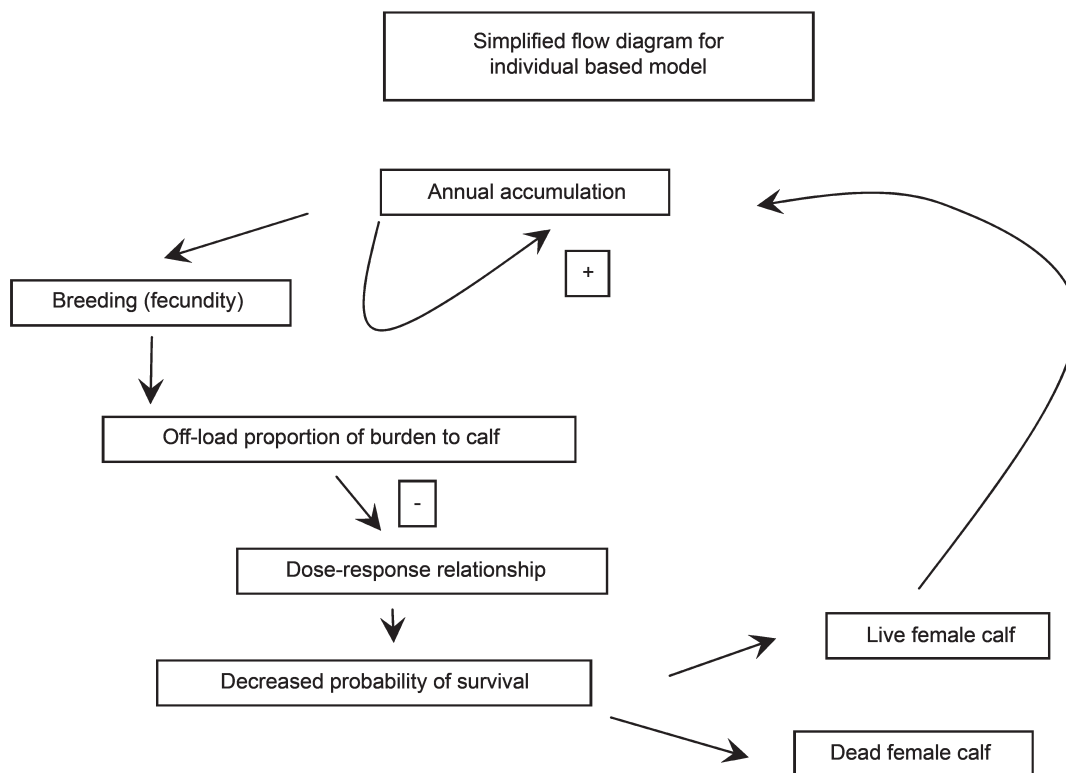 Simplified flow diagram for
individual based model
Annual accumulation
+
Breeding (fecundity)
Off-load proportion of burden to calf
-
Dose-response relationship
Live female calf
Decreased probability of survival
Dead female calf